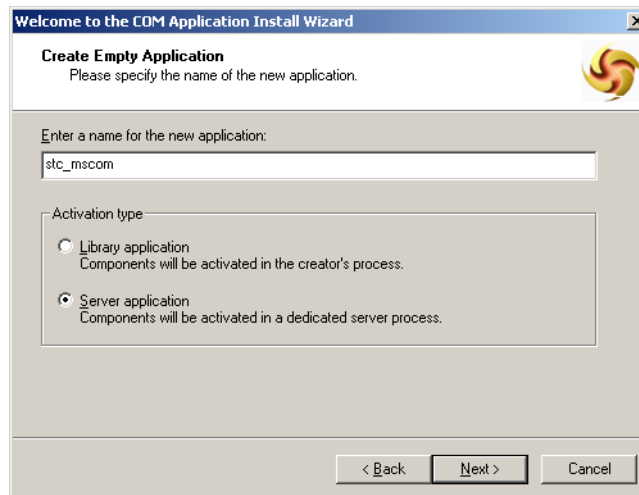 Welcome to the COM Application Install Wizard
Create Empty Application
Please specify the name of the new application.
Enter a name for the new application:
stc_mscom
Activation type
Library application
Components will be activated in the creator's process.
Server application
Components will be activated in a dedicated server process.
< Back Next > Cancel